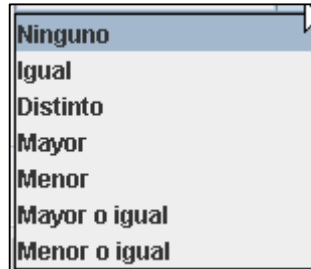 Ninguno
Igual
Distinto
Mayor
Menor
Mayor o igual
Menor o igual